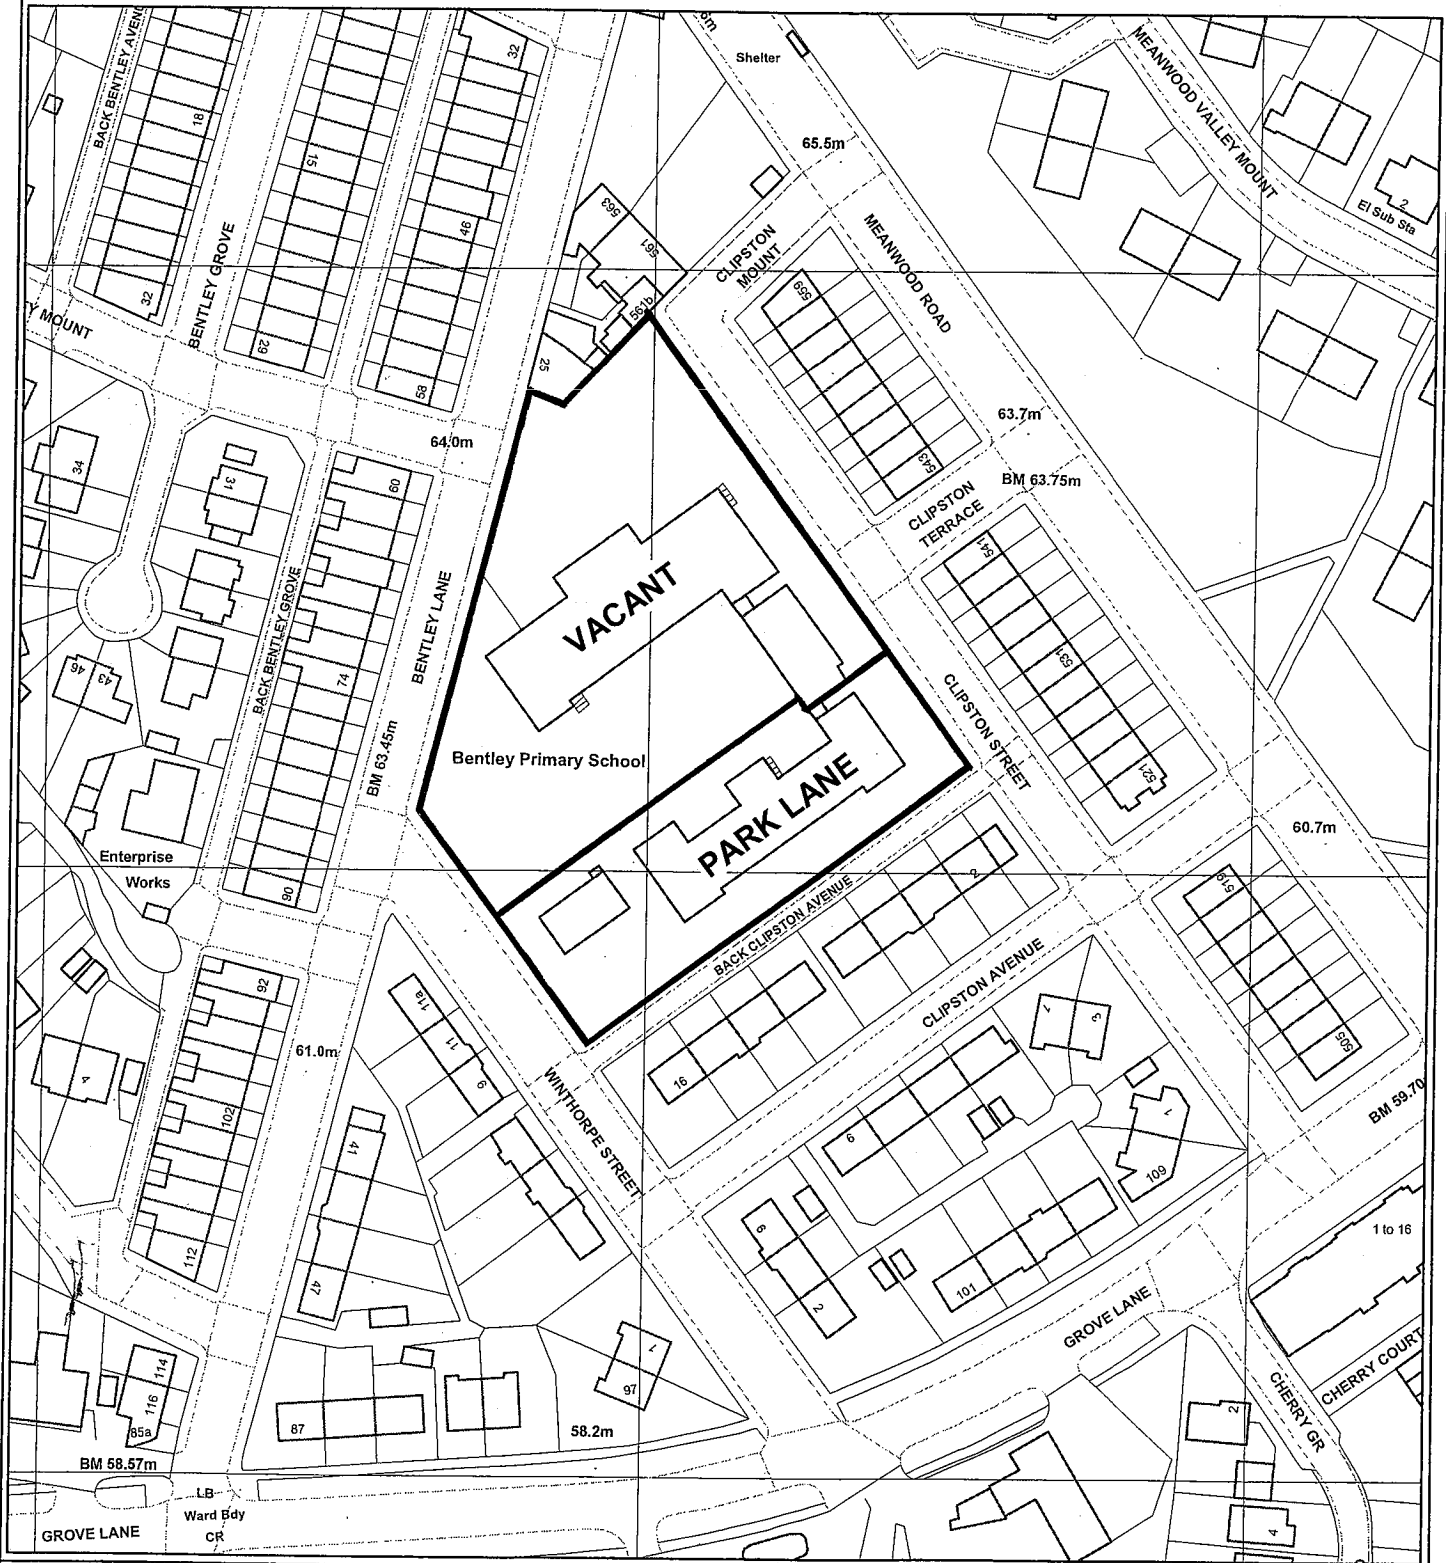 BACK BENTLEY AVENU
32
6m
Shelter
MEANWOOD VALLEY MOUNT
18
15
65.5m
2
El Sub Sta
46
563
561
CLIPSTON
MOUNT
MEANWOOD ROAD
BENTLEY GROVE
32
561b
559
Y MOUNT
29
25
58
64.0m
63.7m
543
BM 63.75m
34
31
60
CLIPSTON
TERRACE
541
VACANT
BENTLEY LANE
BACK BENTLEY GROVE
46
43
74
531
CLIPSTON STREET
BM 63.45m
Bentley Primary School
521
PARK LANE
60.7m
Enterprise
Works
90
2
519
BACK CLIPSTON AVENUE
92
11a
CLIPSTON AVENUE
7
3
61.0m
11
9
16
505
4
102
WINTHORPE STREET
BM 59.70
6
1
109
41
112
47
6
2
101
1 to 16
GROVE LANE
CHERRY COURT
114
116
85a
1
97
87
58.2m
2
CHERRY GR
BM 58.57m
LB
Ward Bdy
CR
GROVE LANE
4